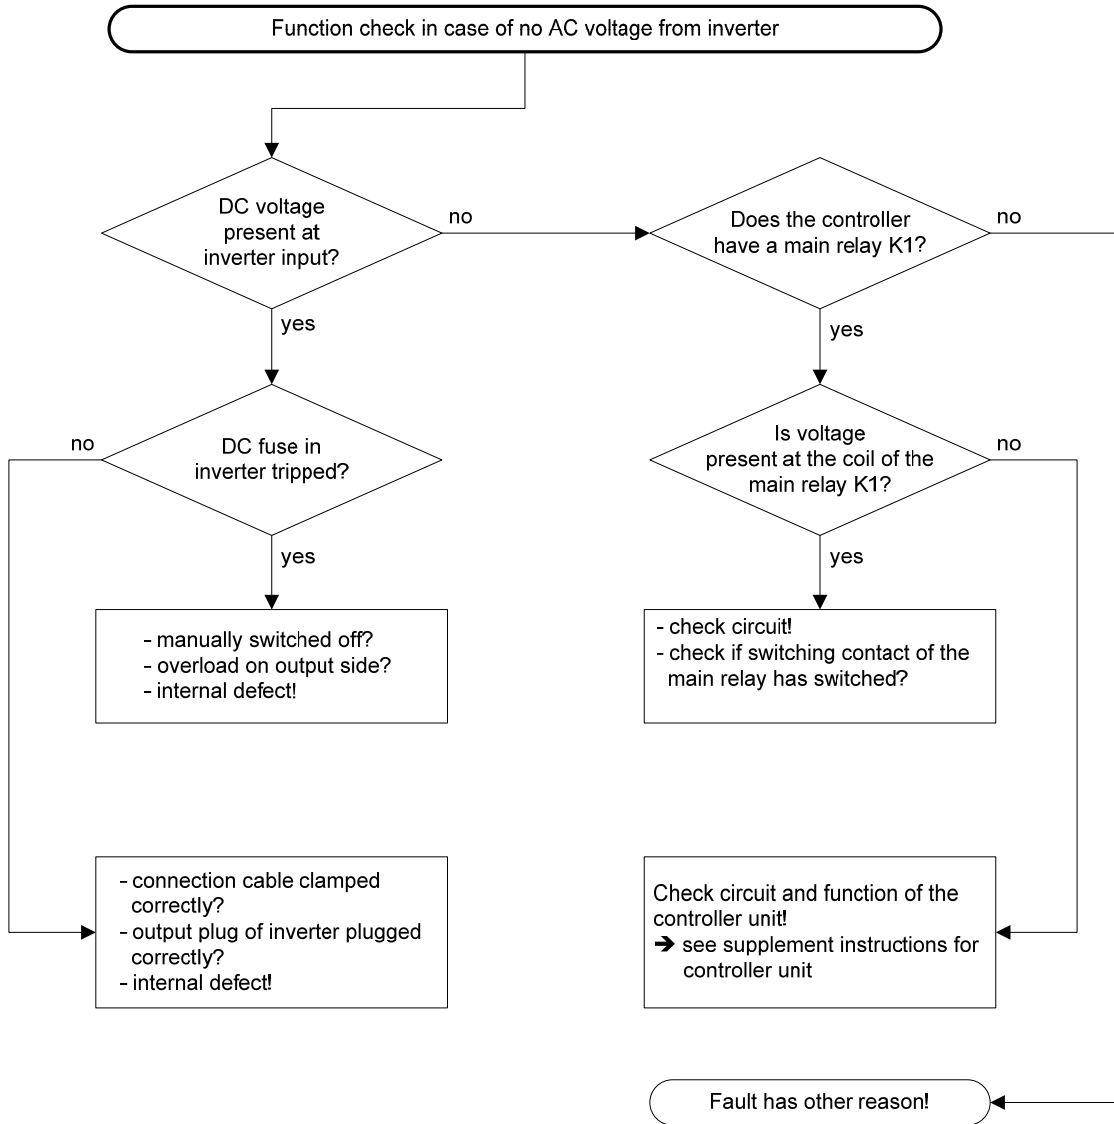 Function check in case of no AC voltage from inverter
DC voltage
present at
inverter input?
no
Does the controller
have a main relay K1?
no
yes
yes
no
DC fuse in
inverter tripped?
Is voltage
present at the coil of the
main relay K1?
no
yes
yes
- manually switched off?
- overload on output side?
- internal defect!
- check circuit!
- check if switching contact of the
main relay has switched?
- connection cable clamped
correctly?
- output plug of inverter plugged
correctly?
- internal defect!
Check circuit and function of the
controller unit!
➔ see supplement instructions for
controller unit
Fault has other reason!